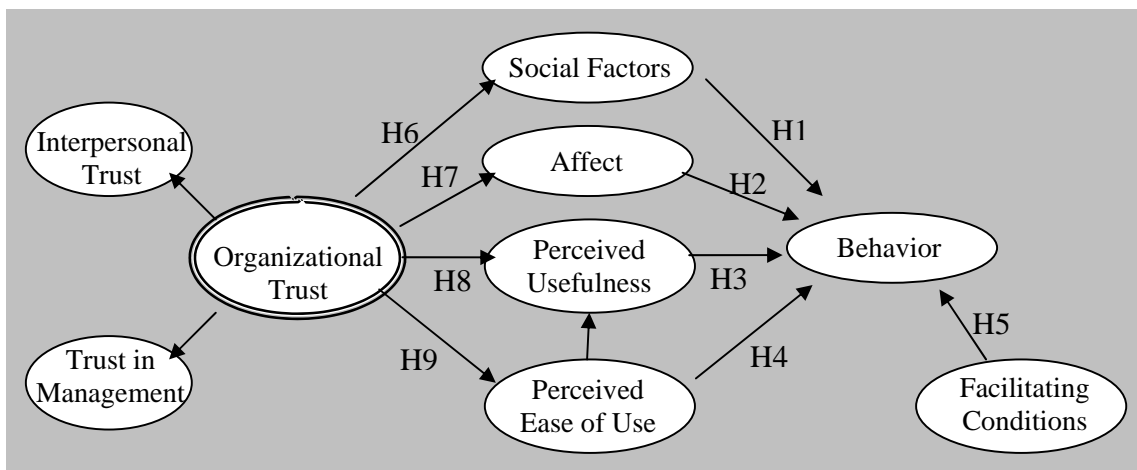 Social Factors
Interpersonal
Trust
H6
H1
Affect
H7
H2
Organizational
Trust
Perceived
Usefulness
Behavior
H8
H3
H5
Trust in
Management
H9
H4
Perceived
Ease of Use
Facilitating
Conditions